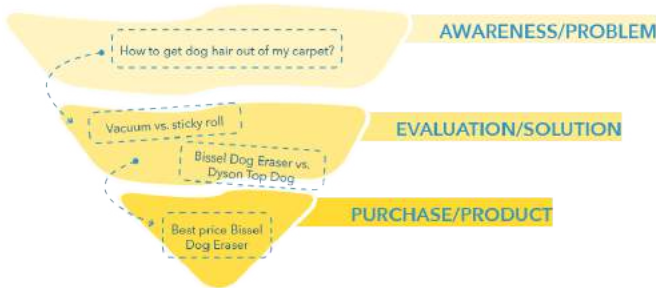 How to get dog hair out of my carpet?
AWARENESS/PROBLEM
Vacuum vs. sticky roll
EVALUATION/SOLUTION
Bissel Dog Eraser vs.
Dyson Top Dog
PURCHASE/PRODUCT
Best price Bissel
Dog Eraser